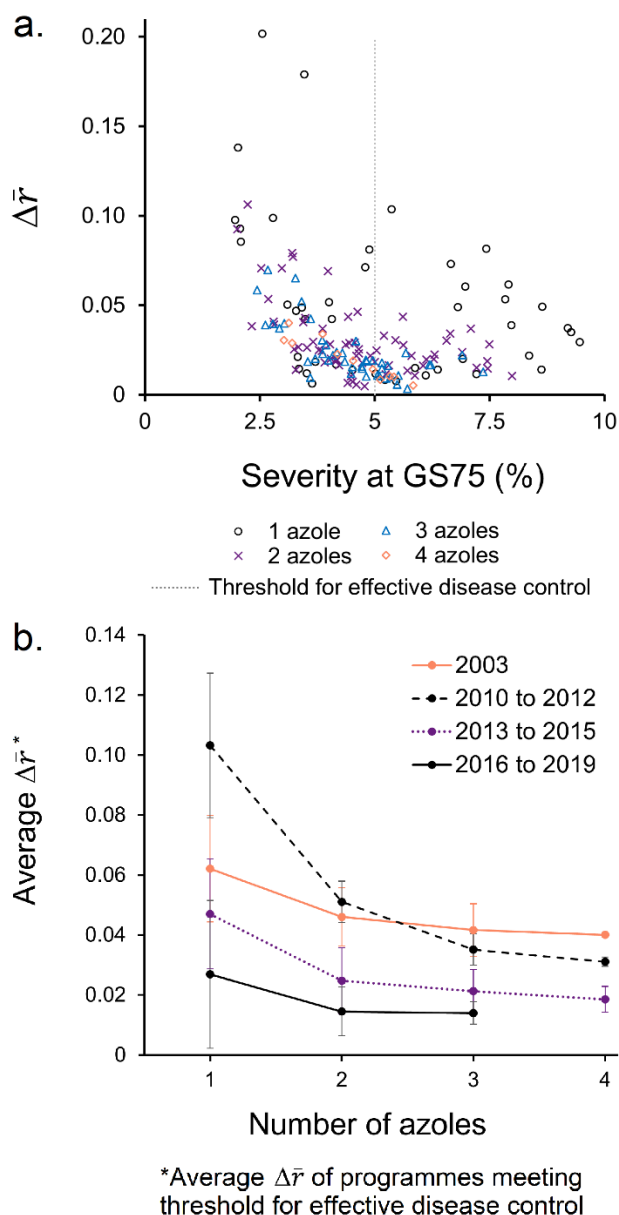 a.
0.20
0.15
0.10
0.05
0
Δr̄
0 2.5 5 7.5 10
Severity at GS75 (%)
1 azole 3 azoles
2 azoles 4 azoles
Threshold for effective disease control
b.
0.14
0.12
0.10
0.08
0.06
0.04
0.02
0
Average Δr̄*
2003
2010 to 2012
2013 to 2015
2016 to 2019
1 2 3 4
Number of azoles
*Average Δr̄ of programmes meeting
threshold for effective disease control